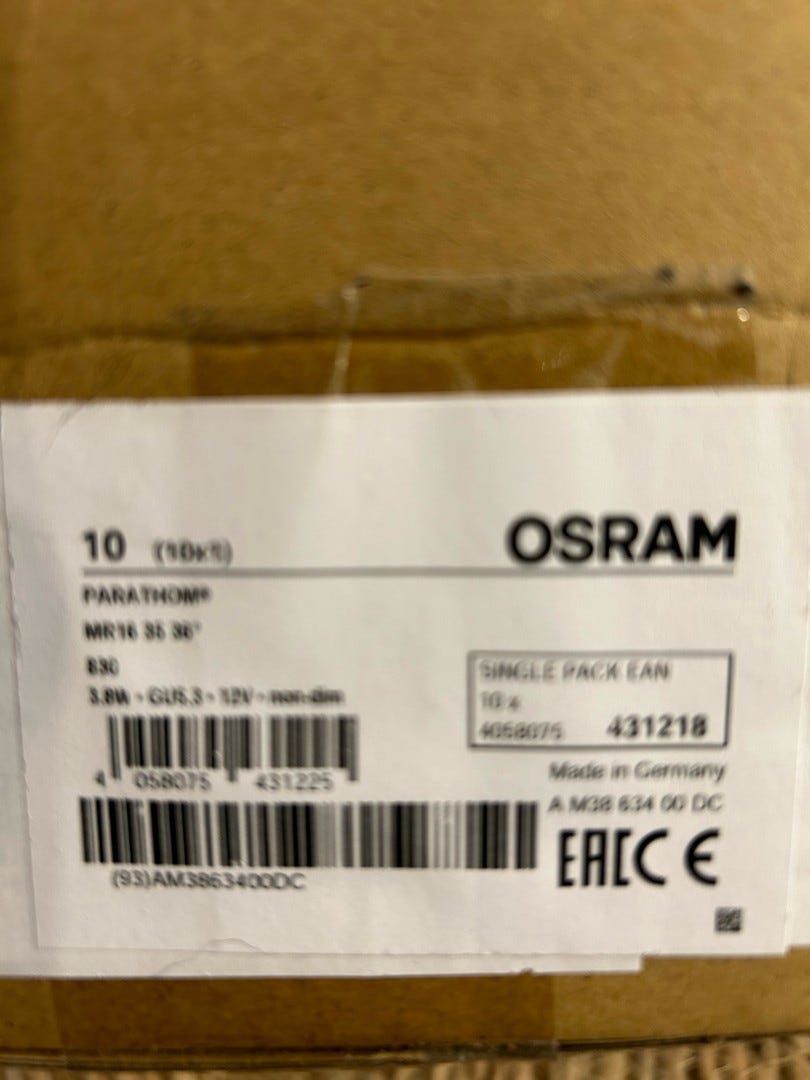 10 (10x1)
OSRAM
PARATHOM®
MR16 35 36°
830
3.8W - GU5.3 - 12V - non-dim
SINGLE PACK EAN
10 x
4058075 431218
4 058075 431225
Made in Germany
A M38 634 00 DC
(93)AM3863400DC
EAC CE